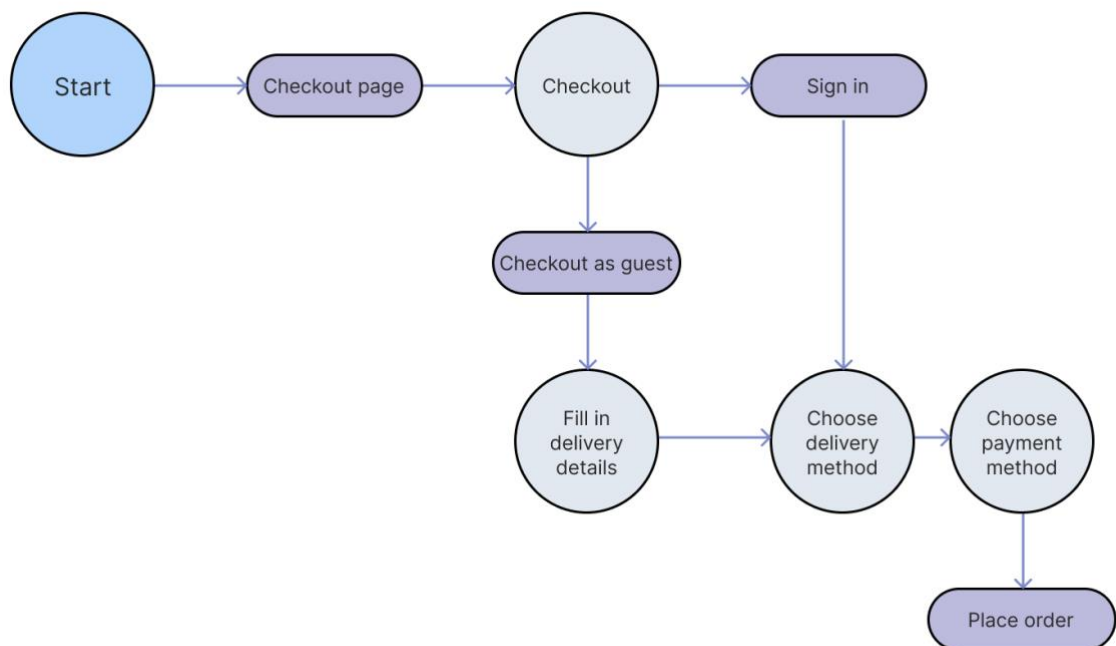 Start
Checkout page
Checkout
Sign in
Checkout as guest
Fill in
delivery
details
Choose
delivery
method
Choose
payment
method
Place order